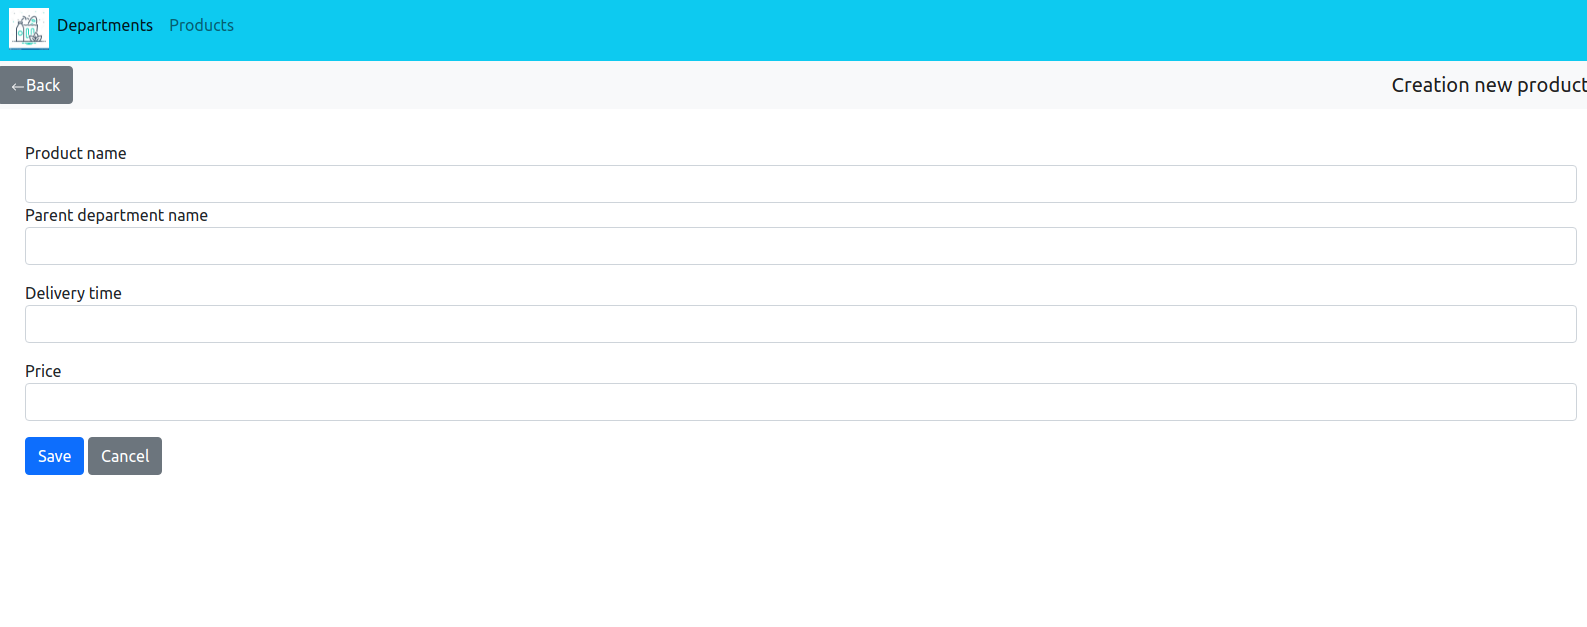 Departments Products
←Back Creation new product
Product name
Parent department name
Delivery time
Price
Save Cancel